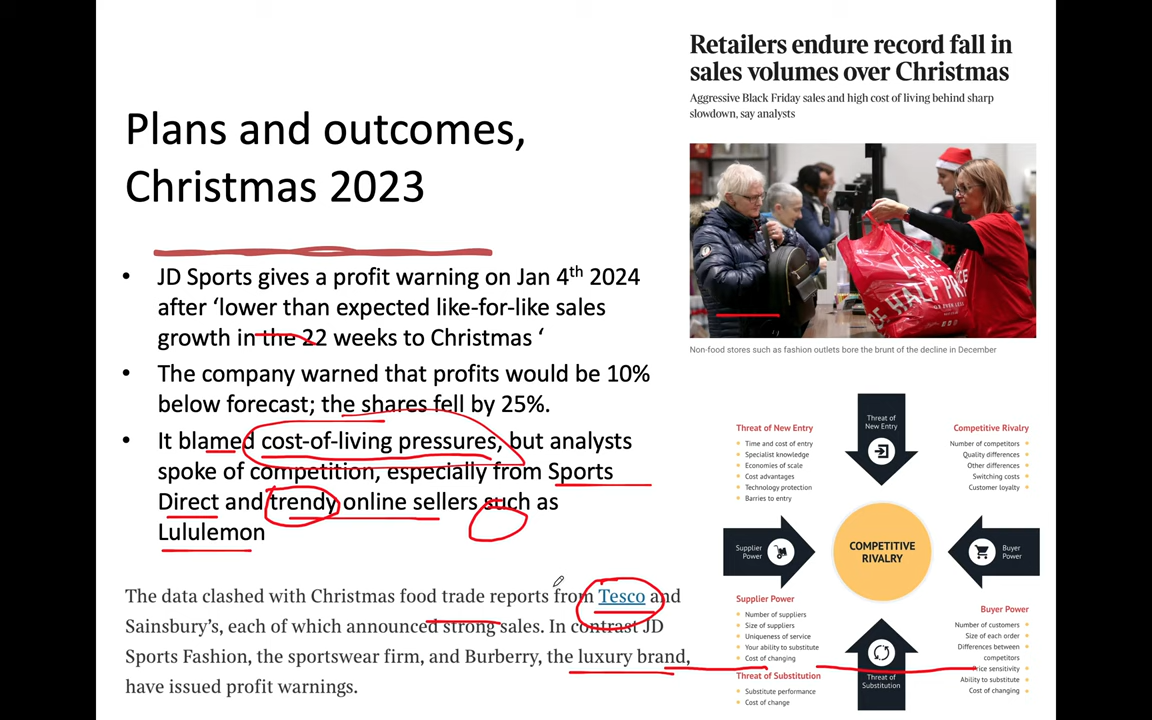 Plans and outcomes,
Christmas 2023
• JD Sports gives a profit warning on Jan 4th 2024
after ‘lower than expected like-for-like sales
growth in the 22 weeks to Christmas ‘
• The company warned that profits would be 10%
below forecast; the shares fell by 25%.
• It blamed cost-of-living pressures, but analysts
spoke of competition, especially from Sports
Direct and trendy online sellers such as
Lululemon
The data clashed with Christmas food trade reports from Tesco and
Sainsbury’s, each of which announced strong sales. In contrast JD
Sports Fashion, the sportswear firm, and Burberry, the luxury brand,
have issued profit warnings.
Retailers endure record fall in
sales volumes over Christmas
Aggressive Black Friday sales and high cost of living behind sharp
slowdown, say analysts
HALF PRICE
Non-food stores such as fashion outlets bore the brunt of the decline in December
Threat of
New Entry
Threat of New Entry
Time and cost of entry
Specialist knowledge
Economies of scale
Cost advantages
Technology protection
Barriers to entry
Competitive Rivalry
Number of competitors
Quality differences
Other differences
Switching costs
Customer loyalty
Supplier
Power
COMPETITIVE
RIVALRY
Buyer
Power
Supplier Power
Number of suppliers
Size of suppliers
Uniqueness of service
Your ability to substitute
Cost of changing
Threat of Substitution
Substitute performance
Cost of change
Threat of
Substitution
Buyer Power
Number of customers
Size of each order
Differences between
competitors
Price sensitivity
Ability to substitute
Cost of changing